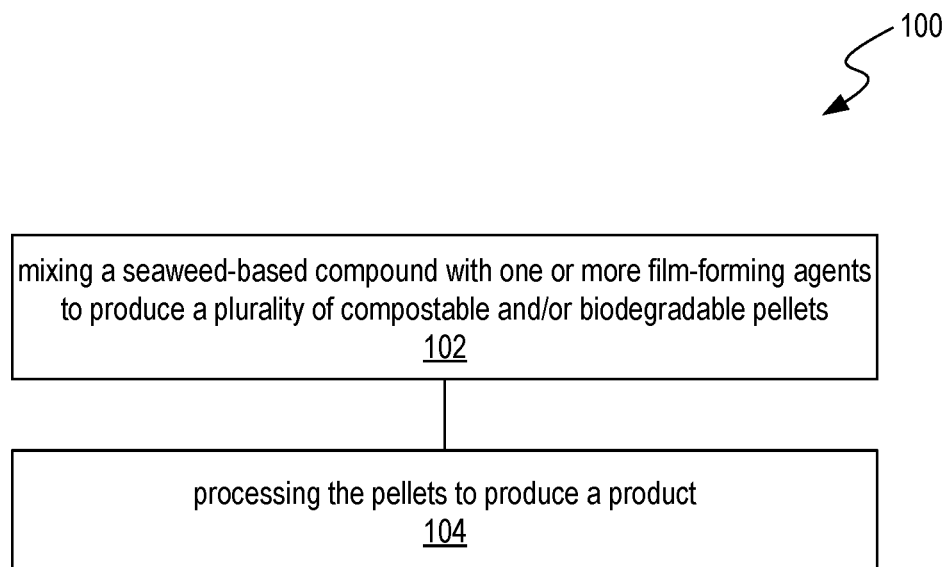 100
mixing a seaweed-based compound with one or more film-forming agents
to produce a plurality of compostable and/or biodegradable pellets
102
processing the pellets to produce a product
104